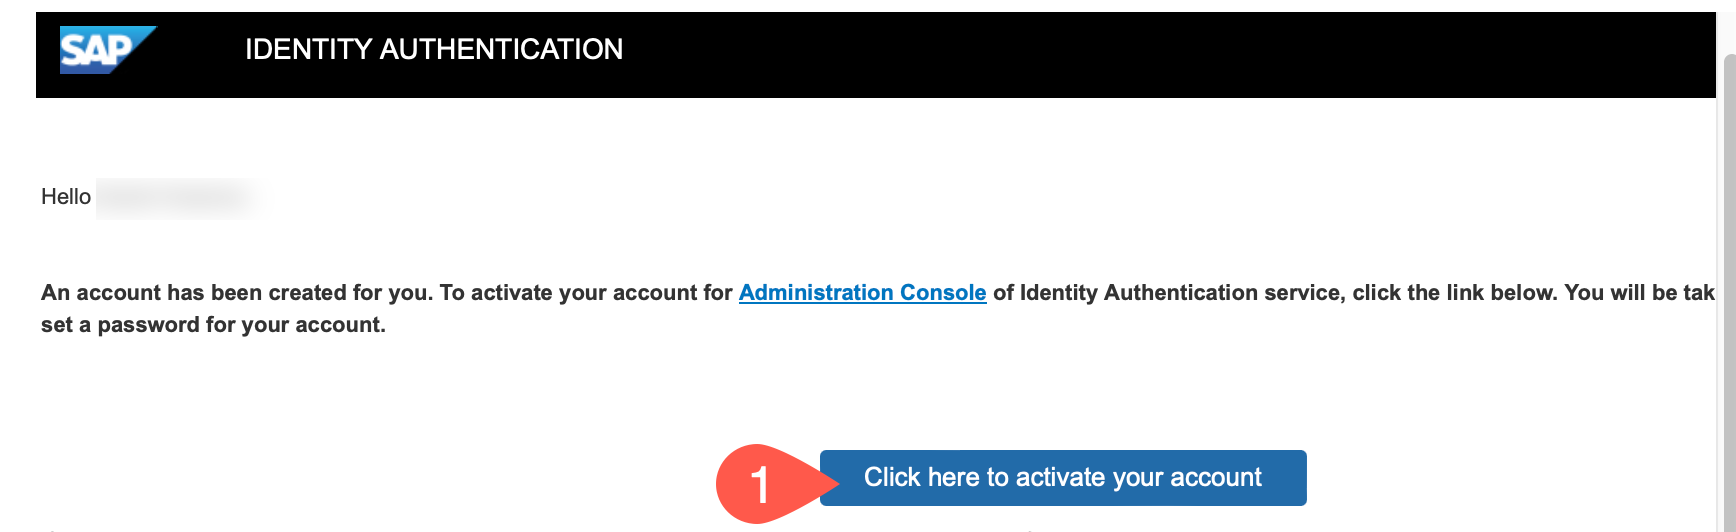 SAP IDENTITY AUTHENTICATION
Hello
An account has been created for you. To activate your account for Administration Console of Identity Authentication service, click the link below. You will be tak
set a password for your account.
1 Click here to activate your account